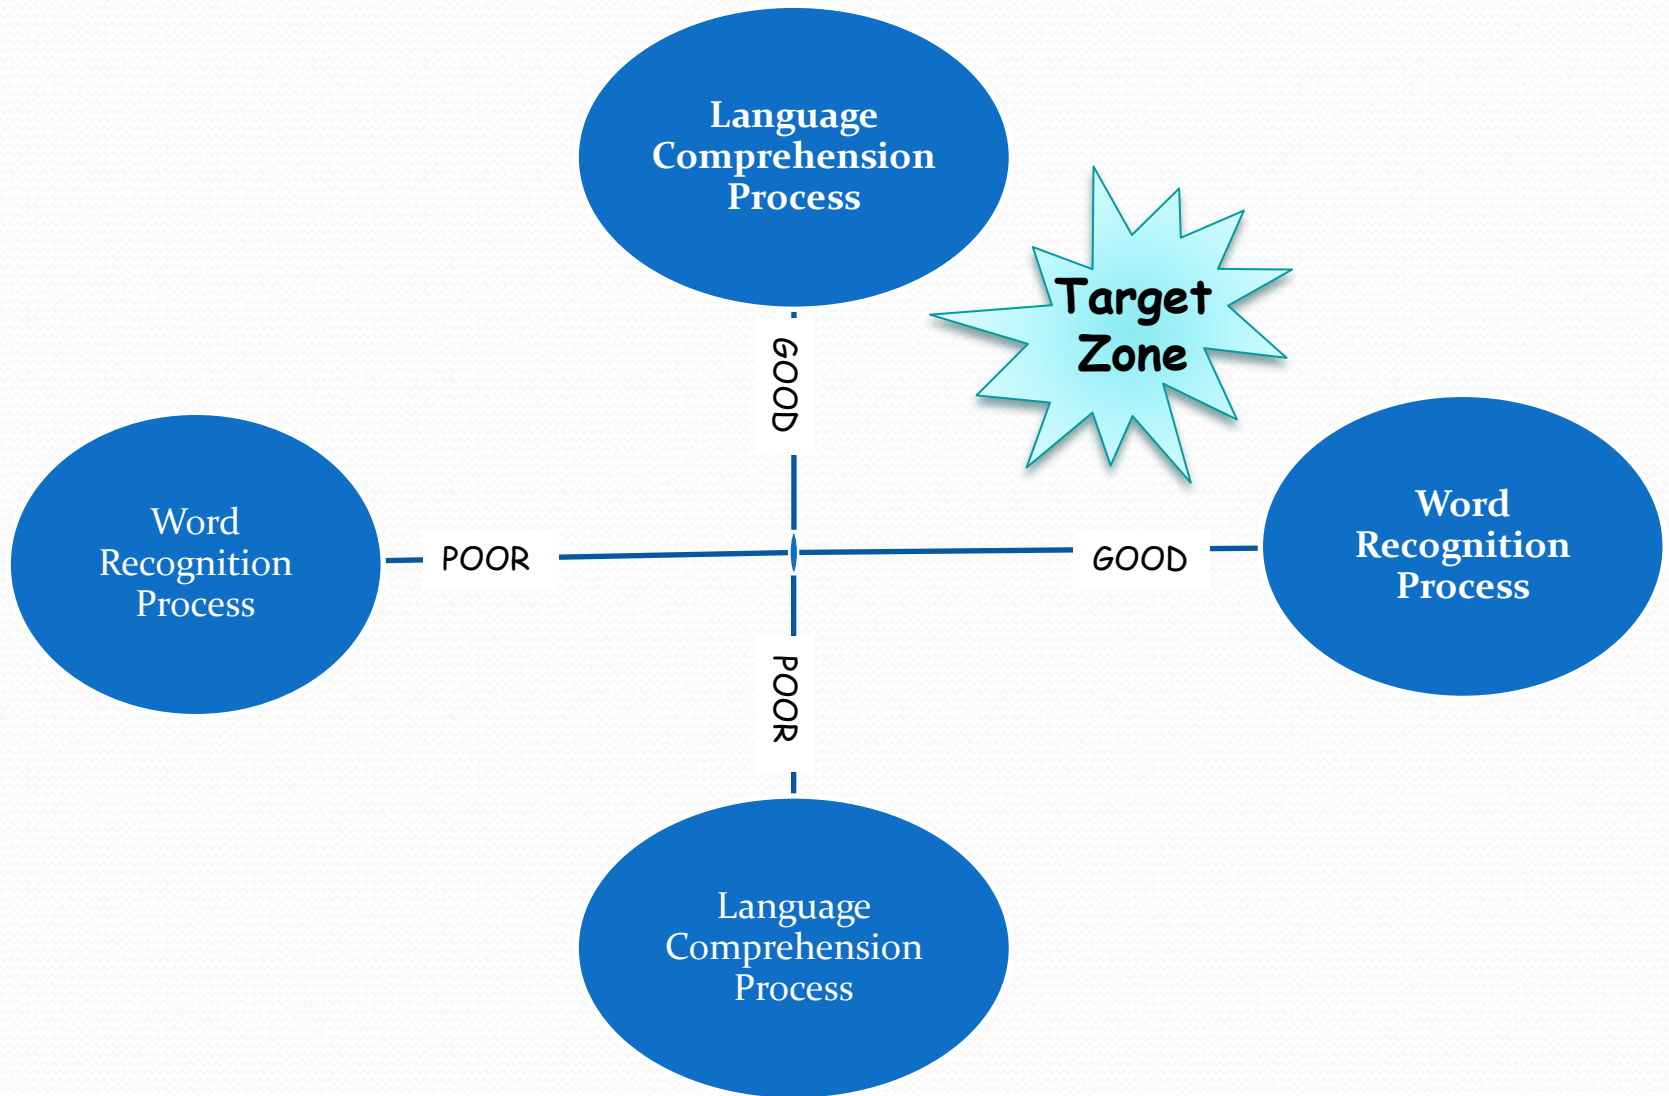 Language
Comprehension
Process
Target
Zone
GOOD
Word
Recognition
Process
POOR
GOOD
Word
Recognition
Process
POOR
Language
Comprehension
Process